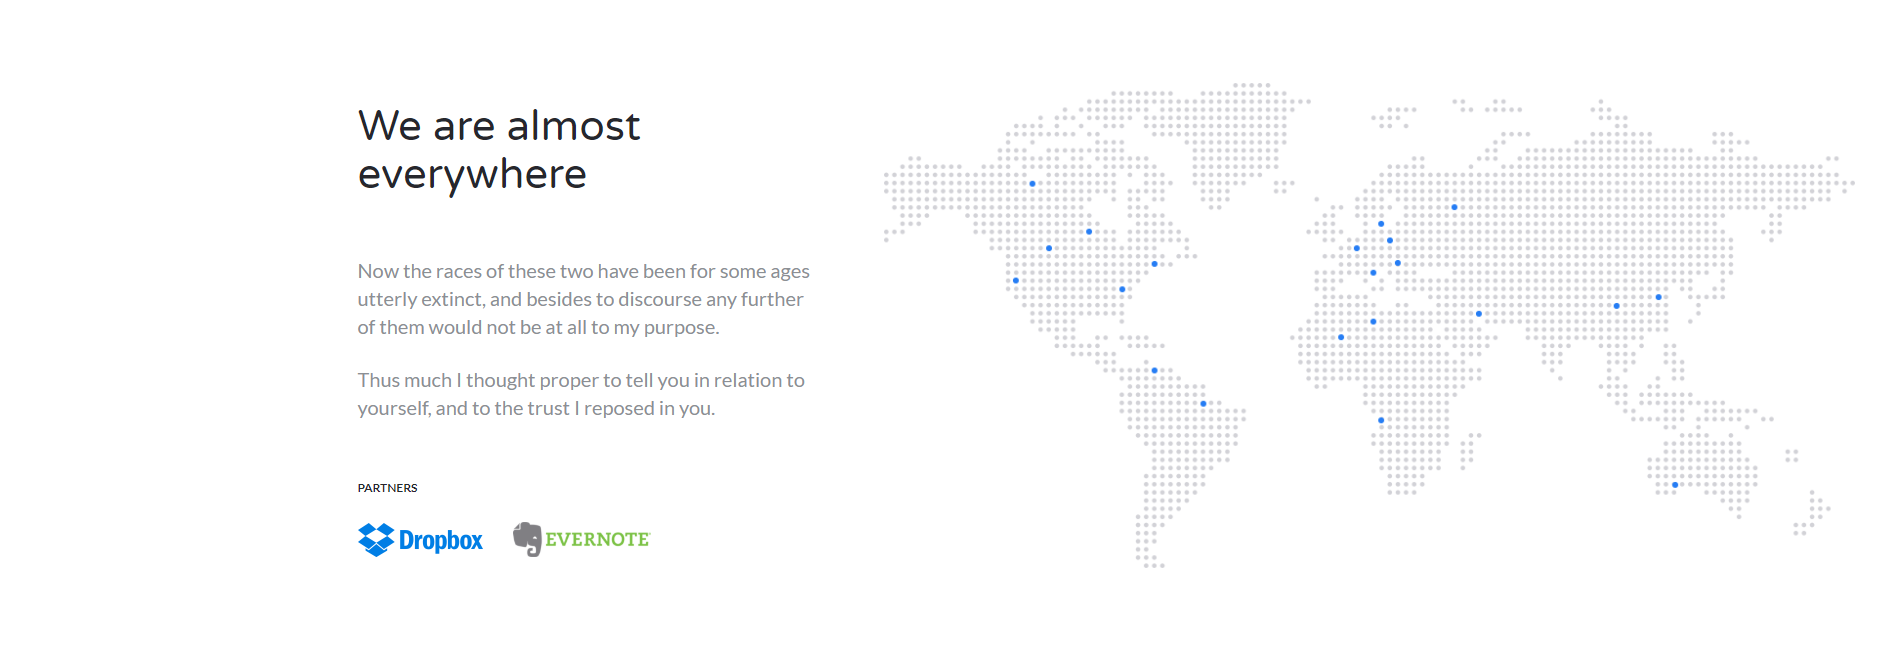 We are almost
everywhere
Now the races of these two have been for some ages
utterly extinct, and besides to discourse any further
of them would not be at all to my purpose.
Thus much I thought proper to tell you in relation to
yourself, and to the trust I reposed in you.
PARTNERS
Dropbox
EVERNOTE